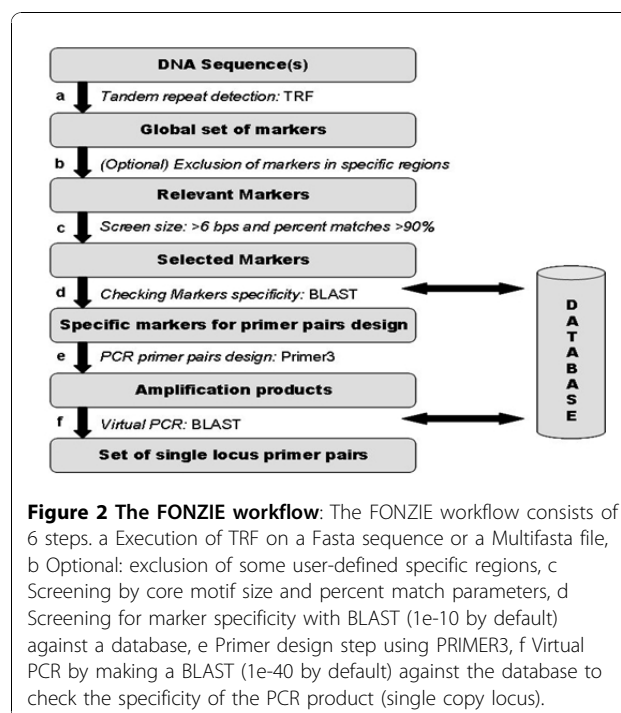 DNA Sequence(s)
a Tandem repeat detection: TRF
Global set of markers
b (Optional) Exclusion of markers in specific regions
Relevant Markers
c Screen size: >6 bps and percent matches >90%
Selected Markers
d Checking Markers specificity: BLAST
Specific markers for primer pairs design
e PCR primer pairs design: Primer3
Amplification products
f Virtual PCR: BLAST
Set of single locus primer pairs
DATABASE
Figure 2 The FONZIE workflow: The FONZIE workflow consists of
6 steps. a Execution of TRF on a Fasta sequence or a Multifasta file,
b Optional: exclusion of some user-defined specific regions, c
Screening by core motif size and percent match parameters, d
Screening for marker specificity with BLAST (1e-10 by default)
against a database, e Primer design step using PRIMER3, f Virtual
PCR by making a BLAST (1e-40 by default) against the database to
check the specificity of the PCR product (single copy locus).